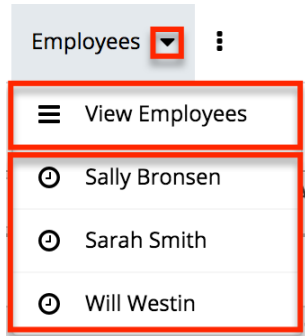 Employees
View Employees
Sally Bronsen
Sarah Smith
Will Westin